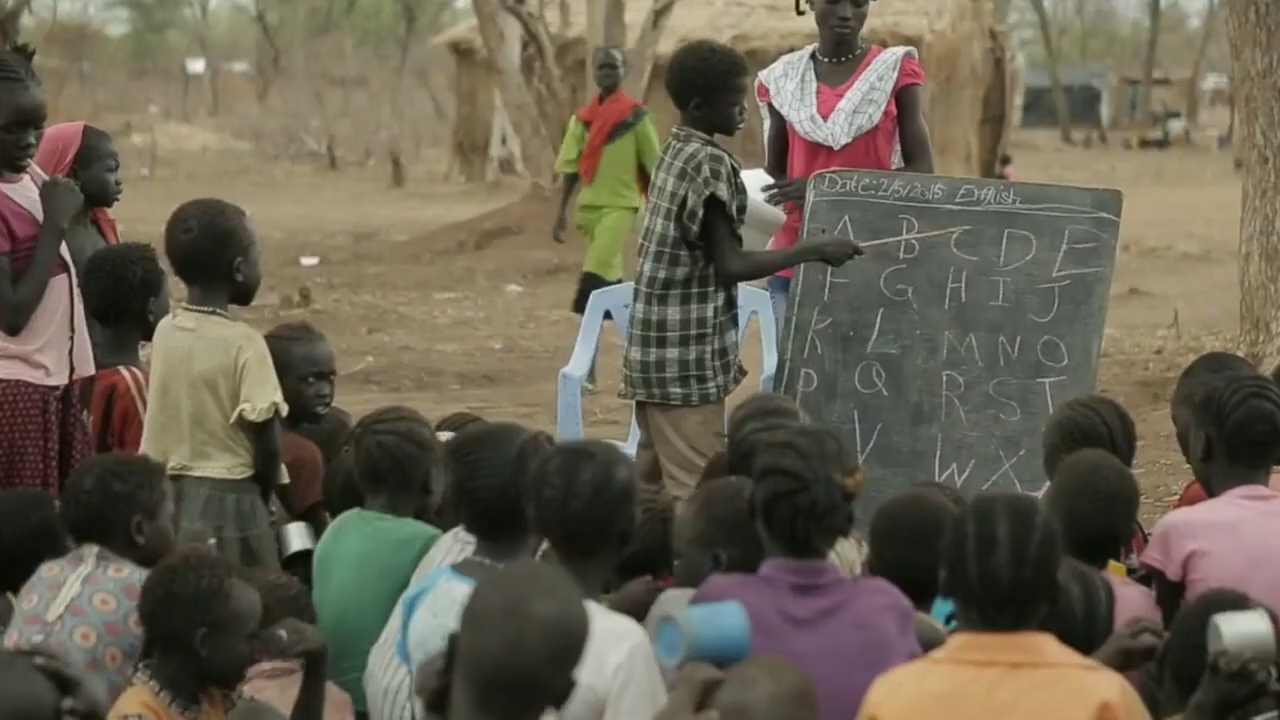 Date: 2/5/2015 English
A B C D E
F G H I J
K L M N O
P Q R S T
V W X